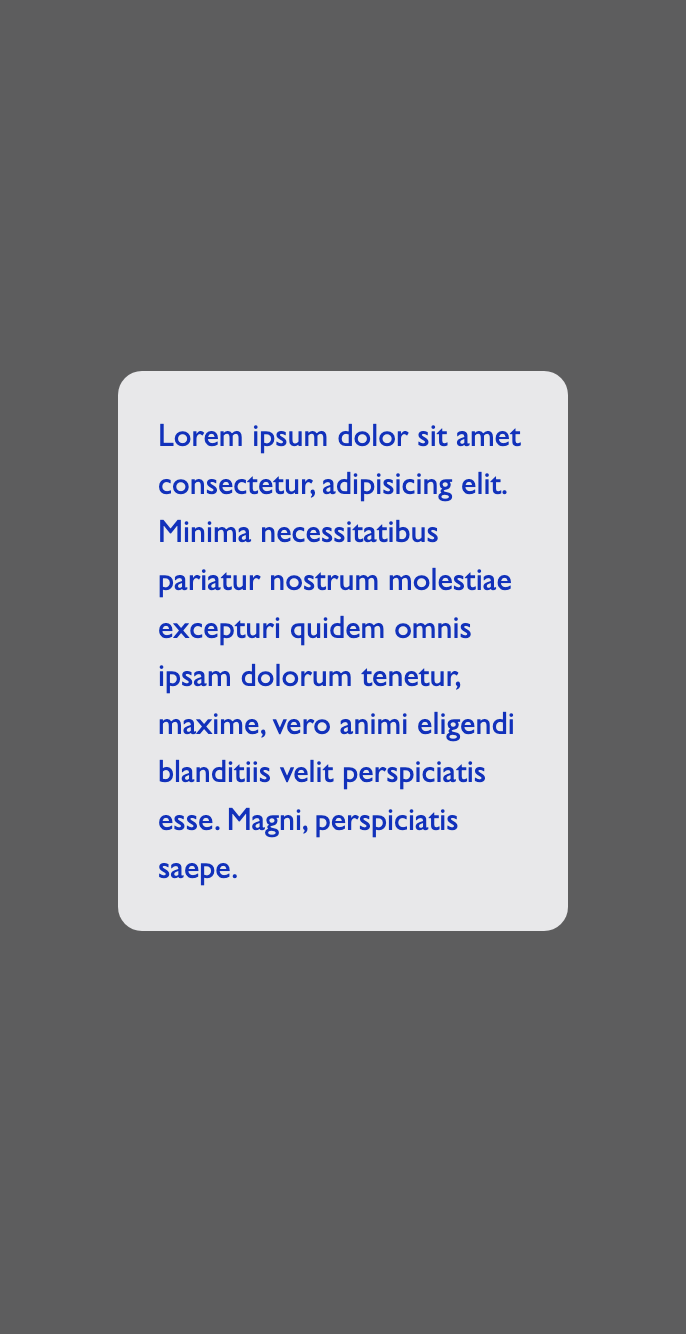 Lorem ipsum dolor sit amet
consectetur, adipisicing elit.
Minima necessitatibus
pariatur nostrum molestiae
excepturi quidem omnis
ipsam dolorum tenetur,
maxime, vero animi eligendi
blanditiis velit perspiciatis
esse. Magni, perspiciatis
saepe.